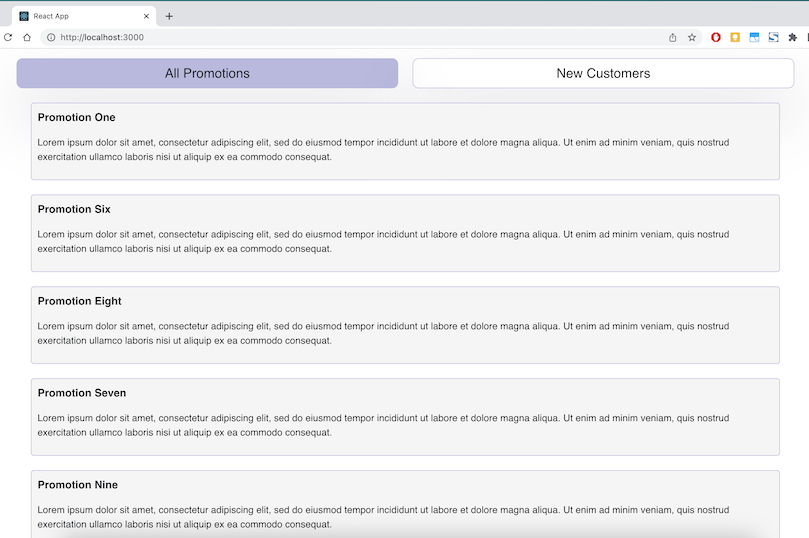 React App
http://localhost:3000
All Promotions
New Customers
Promotion One
Lorem ipsum dolor sit amet, consectetur adipiscing elit, sed do eiusmod tempor incididunt ut labore et dolore magna aliqua. Ut enim ad minim veniam, quis nostrud
exercitation ullamco laboris nisi ut aliquip ex ea commodo consequat.
Promotion Six
Lorem ipsum dolor sit amet, consectetur adipiscing elit, sed do eiusmod tempor incididunt ut labore et dolore magna aliqua. Ut enim ad minim veniam, quis nostrud
exercitation ullamco laboris nisi ut aliquip ex ea commodo consequat.
Promotion Eight
Lorem ipsum dolor sit amet, consectetur adipiscing elit, sed do eiusmod tempor incididunt ut labore et dolore magna aliqua. Ut enim ad minim veniam, quis nostrud
exercitation ullamco laboris nisi ut aliquip ex ea commodo consequat.
Promotion Seven
Lorem ipsum dolor sit amet, consectetur adipiscing elit, sed do eiusmod tempor incididunt ut labore et dolore magna aliqua. Ut enim ad minim veniam, quis nostrud
exercitation ullamco laboris nisi ut aliquip ex ea commodo consequat.
Promotion Nine
Lorem ipsum dolor sit amet, consectetur adipiscing elit, sed do eiusmod tempor incididunt ut labore et dolore magna aliqua. Ut enim ad minim veniam, quis nostrud
exercitation ullamco laboris nisi ut aliquip ex ea commodo consequat.